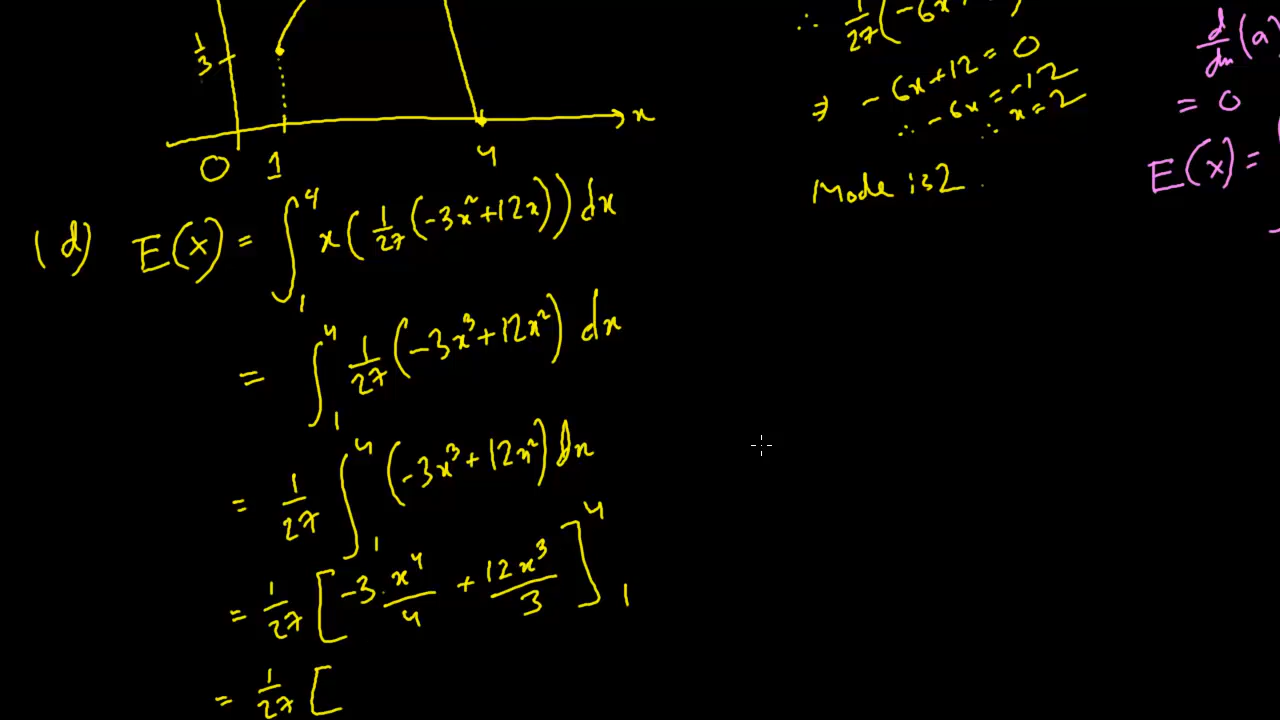 1/3
0 1 4 x
∴ 1/27(-6x
⇒ -6x+12 = 0
∴ -6x = -12
∴ x = 2
Mode is 2.
d/dx(a
= 0
E(x) =
(d) E(x) = ∫₁⁴ x(1/27(-3x²+12x))dx
= ∫₁⁴ 1/27(-3x³+12x²) dx
= 1/27 ∫₁⁴ (-3x³+12x²)dx
= 1/27 [-3.x⁴/4 + 12x³/3]₁⁴
= 1/27 [